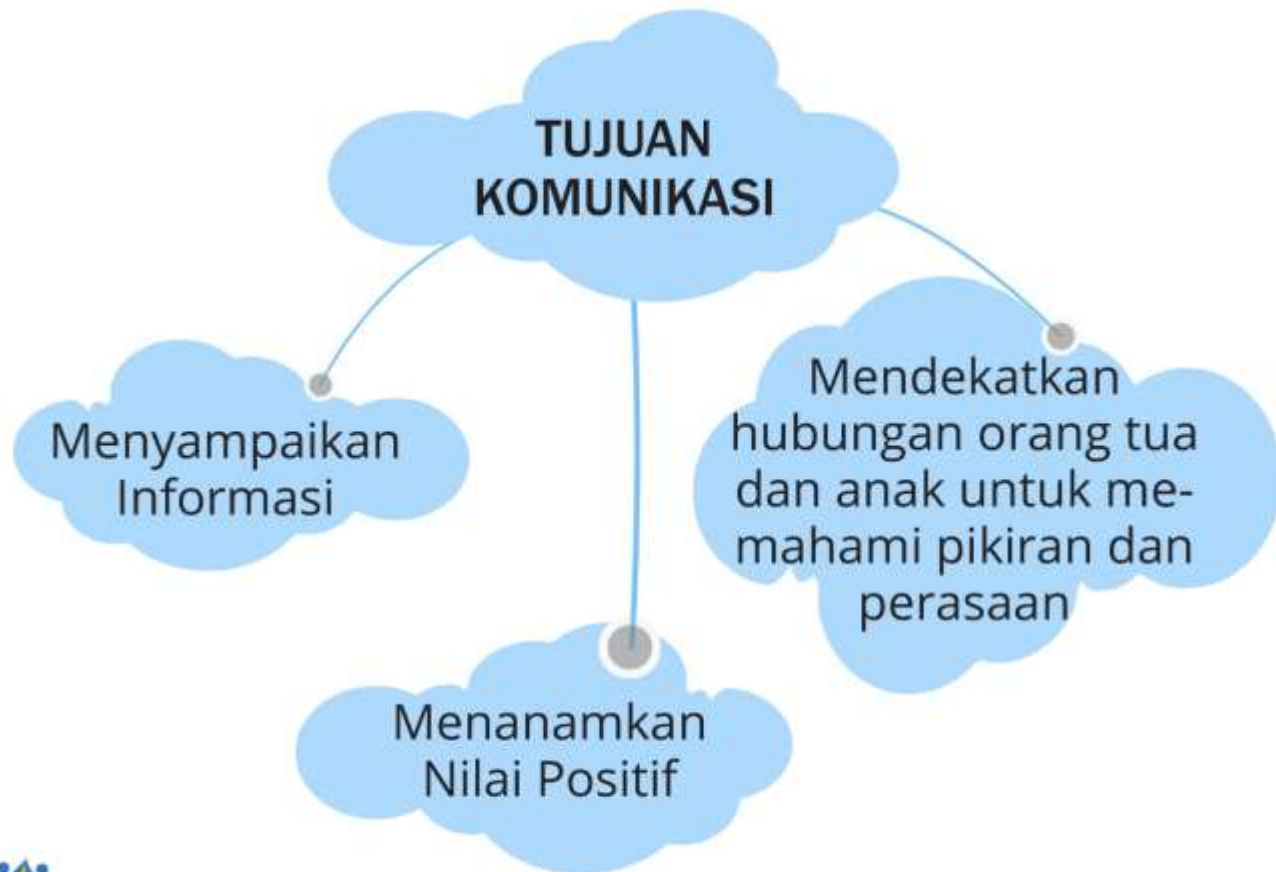 TUJUAN
KOMUNIKASI
Menyampaikan
Informasi
Menanamkan
Nilai Positif
Mendekatkan
hubungan orang tua
dan anak untuk me-
mahami pikiran dan
perasaan